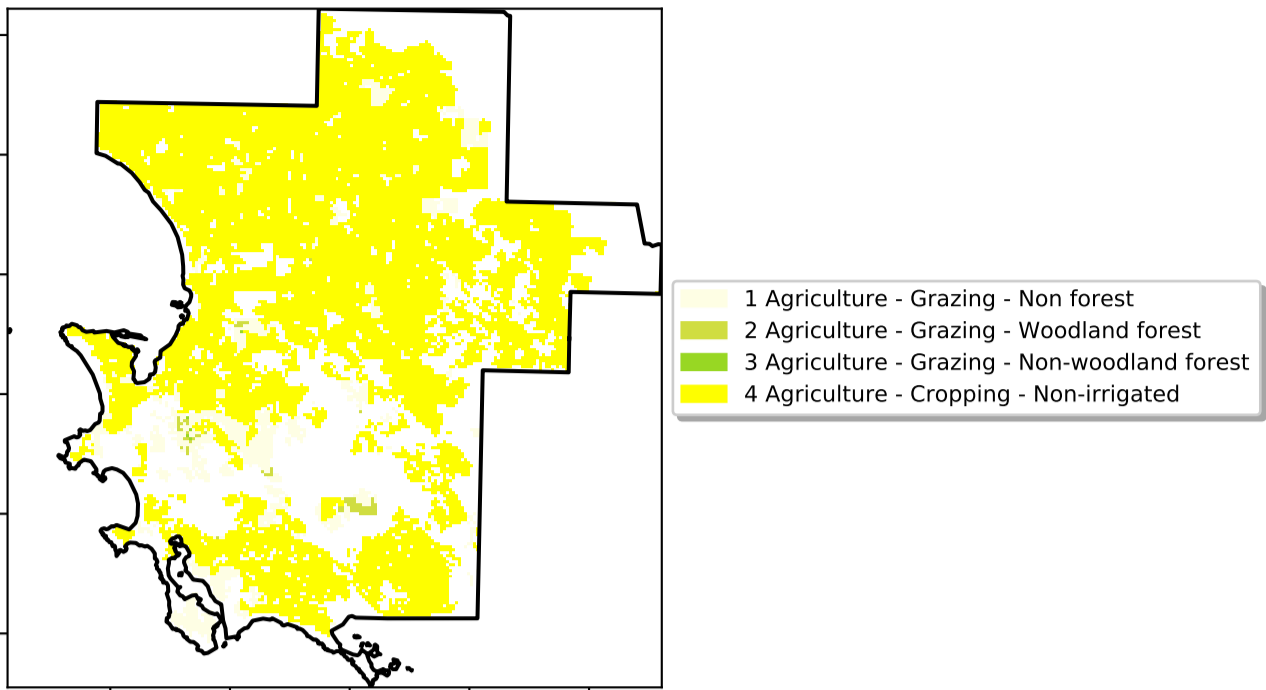 1 Agriculture - Grazing - Non forest
2 Agriculture - Grazing - Woodland forest
3 Agriculture - Grazing - Non-woodland forest
4 Agriculture - Cropping - Non-irrigated